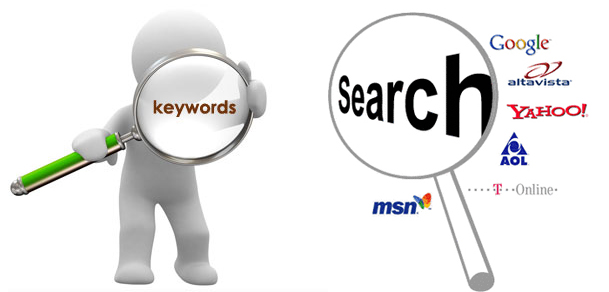 keywords
Search
Google
altavista
YAHOO!
AOL
T Online
msn